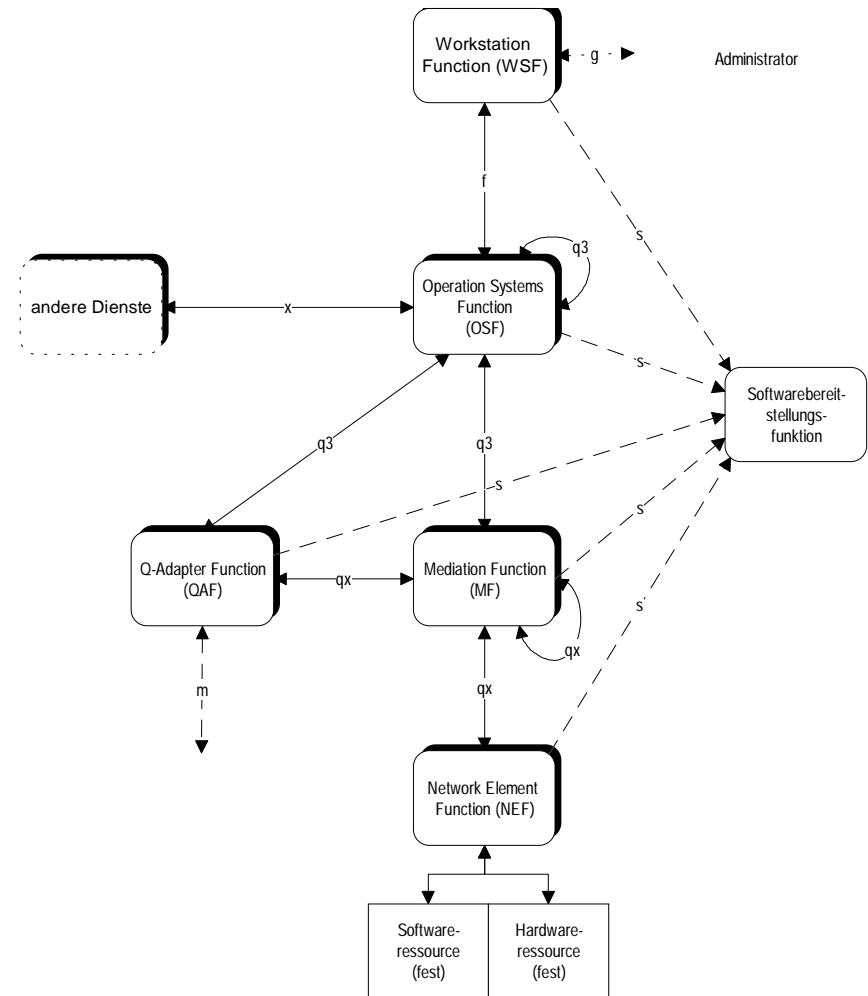 Workstation
Function (WSF)
g
Administrator
f
s
q3
andere Dienste
x
Operation Systems
Function
(OSF)
s
Softwarebereit-
stellungs-
funktion
q3
q3
s
s
Q-Adapter Function
(QAF)
qx
Mediation Function
(MF)
s
qx
m
qx
Network Element
Function (NEF)
Software-
ressource
(fest)
Hardware-
ressource
(fest)